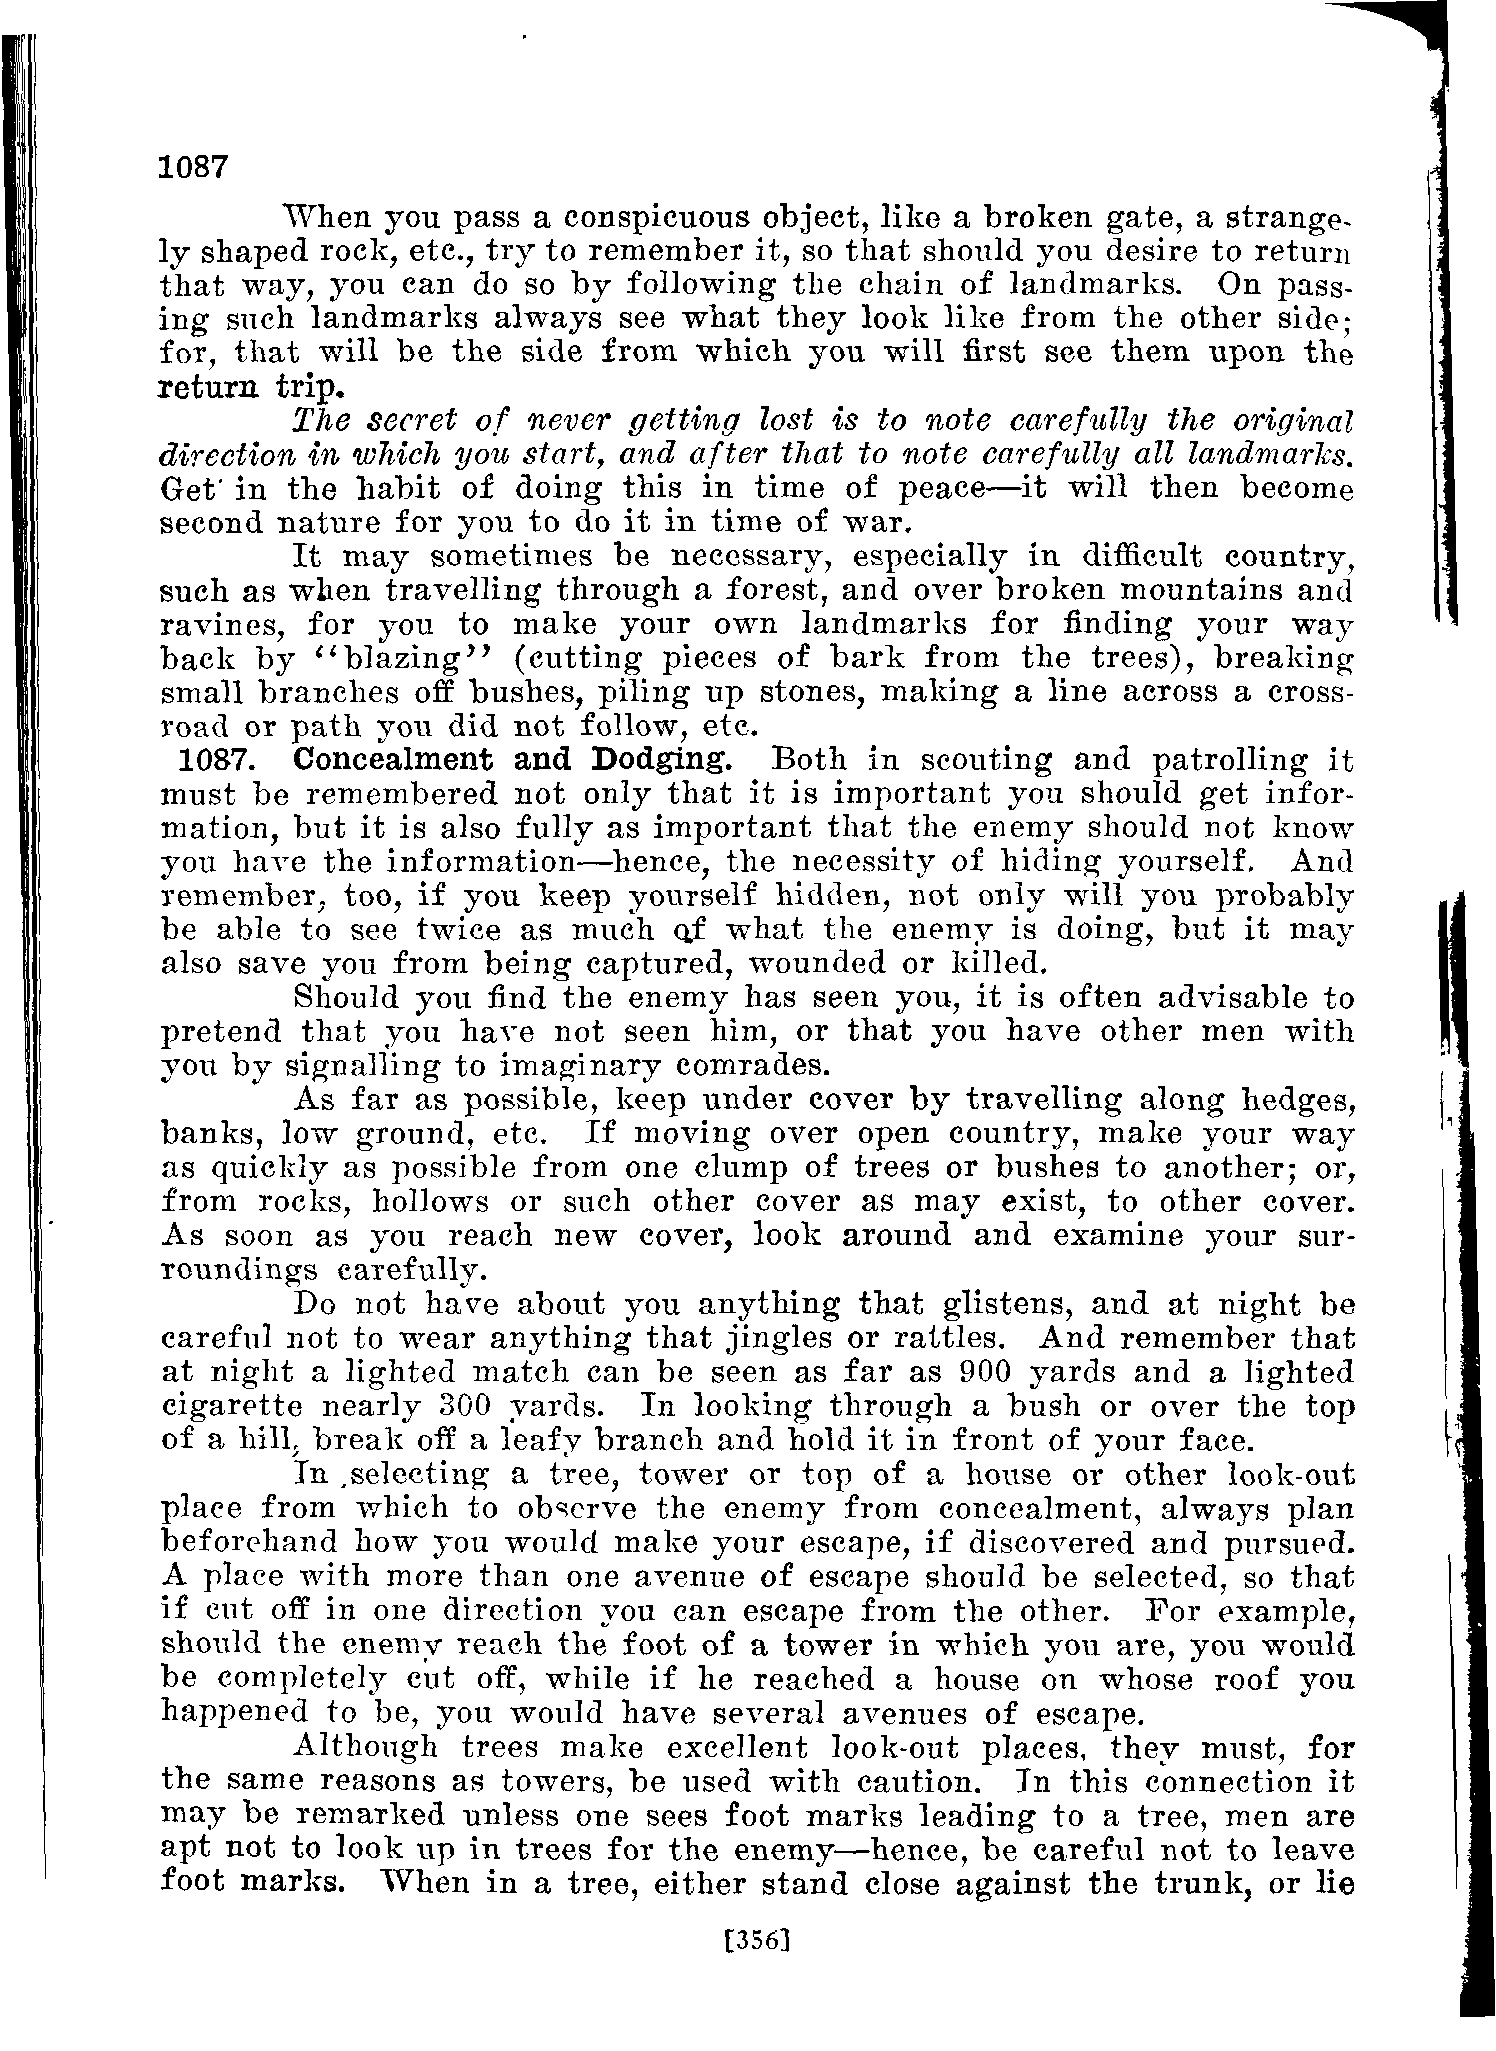 1087
When you pass a conspicuous object, like a broken gate, a strange-
ly shaped rock, etc., try to remember it, so that should you desire to return
that way, you can do so by following the chain of landmarks. On pass-
ing such landmarks always see what they look like from the other side;
for, that will be the side from which you will first see them upon the
return trip.
The secret of never getting lost is to note carefully the original
direction in which you start, and after that to note carefully all landmarks.
Get in the habit of doing this in time of peace—it will then become
second nature for you to do it in time of war.
It may sometimes be necessary, especially in difficult country,
such as when travelling through a forest, and over broken mountains and
ravines, for you to make your own landmarks for finding your way
back by "blazing" (cutting pieces of bark from the trees), breaking
small branches off bushes, piling up stones, making a line across a cross-
road or path you did not follow, etc.
1087. Concealment and Dodging. Both in scouting and patrolling it
must be remembered not only that it is important you should get infor-
mation, but it is also fully as important that the enemy should not know
you have the information—hence, the necessity of hiding yourself. And
remember, too, if you keep yourself hidden, not only will you probably
be able to see twice as much of what the enemy is doing, but it may
also save you from being captured, wounded or killed.
Should you find the enemy has seen you, it is often advisable to
pretend that you have not seen him, or that you have other men with
you by signalling to imaginary comrades.
As far as possible, keep under cover by travelling along hedges,
banks, low ground, etc. If moving over open country, make your way
as quickly as possible from one clump of trees or bushes to another; or,
from rocks, hollows or such other cover as may exist, to other cover.
As soon as you reach new cover, look around and examine your sur-
roundings carefully.
Do not have about you anything that glistens, and at night be
careful not to wear anything that jingles or rattles. And remember that
at night a lighted match can be seen as far as 900 yards and a lighted
cigarette nearly 300 yards. In looking through a bush or over the top
of a hill, break off a leafy branch and hold it in front of your face.
In selecting a tree, tower or top of a house or other look-out
place from which to observe the enemy from concealment, always plan
beforehand how you would make your escape, if discovered and pursued.
A place with more than one avenue of escape should be selected, so that
if cut off in one direction you can escape from the other. For example,
should the enemy reach the foot of a tower in which you are, you would
be completely cut off, while if he reached a house on whose roof you
happened to be, you would have several avenues of escape.
Although trees make excellent look-out places, they must, for
the same reasons as towers, be used with caution. In this connection it
may be remarked unless one sees foot marks leading to a tree, men are
apt not to look up in trees for the enemy—hence, be careful not to leave
foot marks. When in a tree, either stand close against the trunk, or lie
[356]